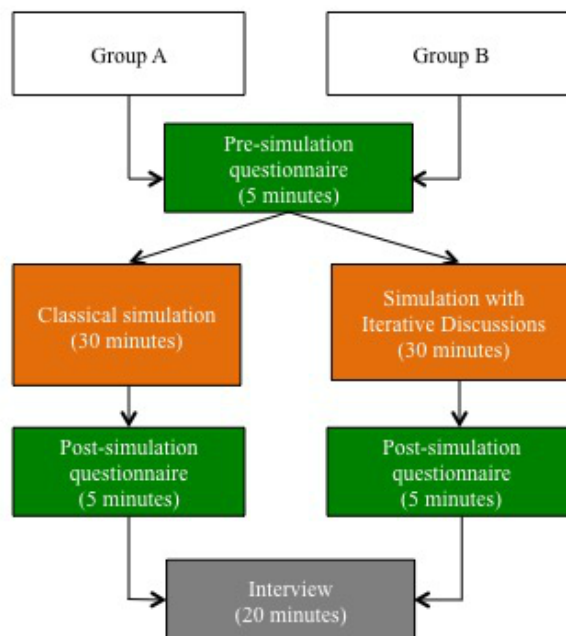 Group A
Group B
Pre-simulation
questionnaire
(5 minutes)
Classical simulation
(30 minutes)
Simulation with
Iterative Discussions
(30 minutes)
Post-simulation
questionnaire
(5 minutes)
Post-simulation
questionnaire
(5 minutes)
Interview
(20 minutes)